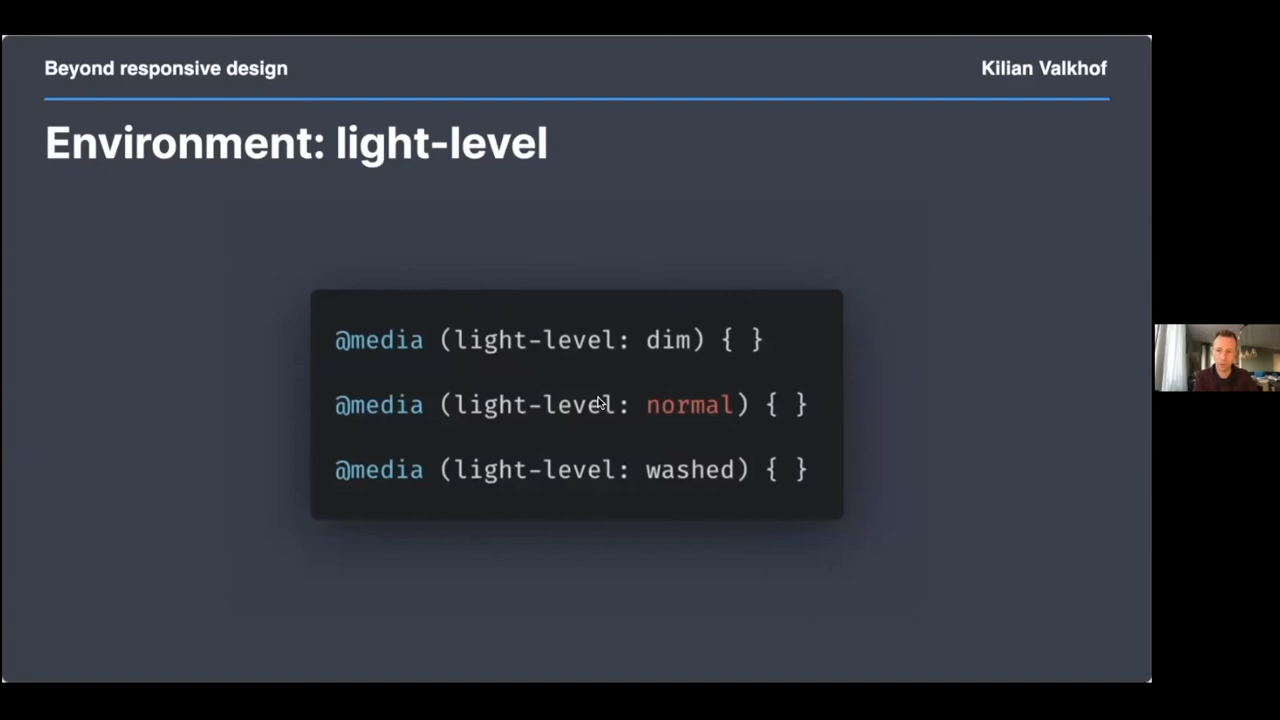 Beyond responsive design
Kilian Valkhof
Environment: light-level
@media (light-level: dim) { }
@media (light-level: normal) { }
@media (light-level: washed) { }